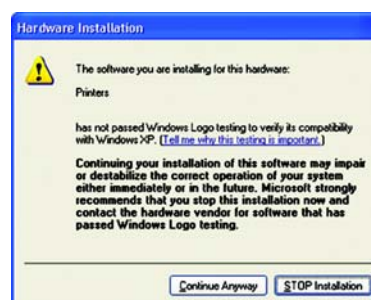 Hardware Installation
The software you are installing for this hardware:
Printers
has not passed Windows Logo testing to verify its compatibility
with Windows XP. (Tell me why this testing is important.)
Continuing your installation of this software may impair
or destabilize the correct operation of your system
either immediately or in the future. Microsoft strongly
recommends that you stop this installation now and
contact the hardware vendor for software that has
passed Windows Logo testing.
Continue Anyway
STOP Installation